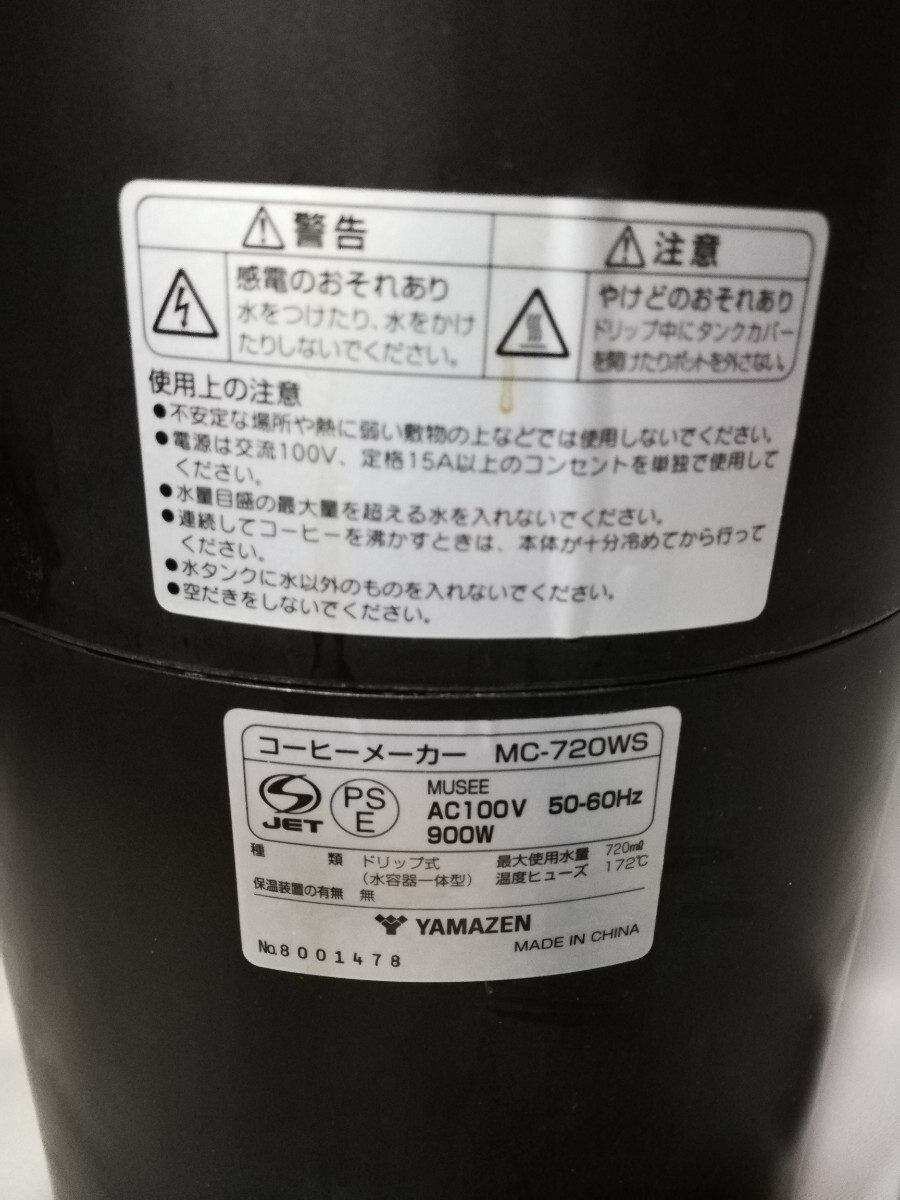 警告
感電のおそれあり
水をつけたり、水をかけ
たりしないでください。
注意
やけどのおそれあり
ドリップ中にタンクカバー
を開けたりポットを外さない。
使用上の注意
●不安定な場所や熱に弱い敷物の上などでは使用しないでください。
●電源は交流100V、定格15A以上のコンセントを単独で使用して
ください。
●水量目盛の最大量を超える水を入れないでください。
●連続してコーヒーを沸かすときは、本体が十分冷めてから行って
ください。
●水タンクに水以外のものを入れないでください。
●空だきをしないでください。
コーヒーメーカー MC-720WS
JET
PS
E
MUSEE
AC100V 50-60Hz
900W
種類 ドリップ式
(水容器一体型)
最大使用水量 720mℓ
温度ヒューズ 172℃
保温装置の有無 無
YAMAZEN
No.8001478
MADE IN CHINA